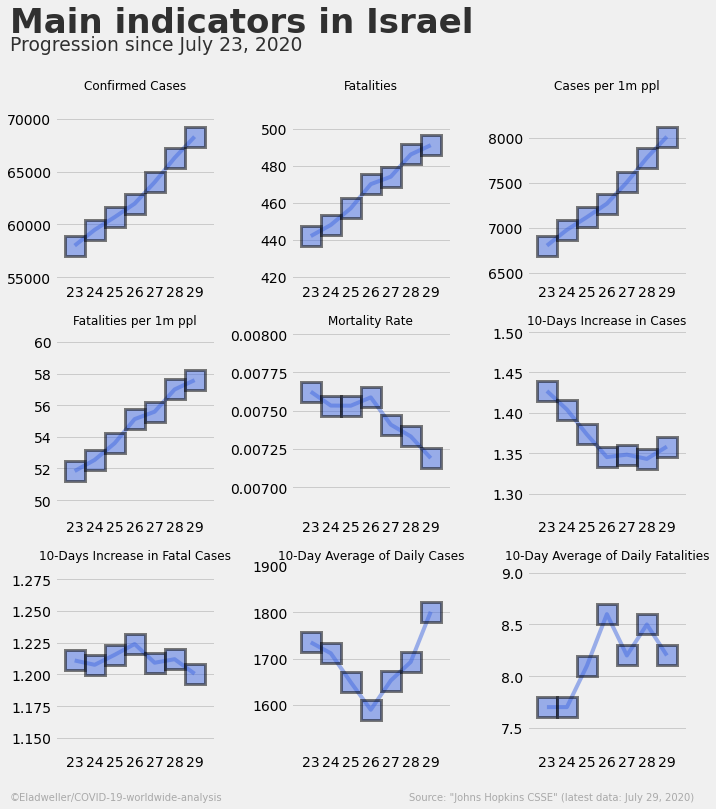 Main indicators in Israel
Progression since July 23, 2020
Confirmed Cases
70000
65000
60000
55000
23 24 25 26 27 28 29
Fatalities
500
480
460
440
420
23 24 25 26 27 28 29
Cases per 1m ppl
8000
7500
7000
6500
23 24 25 26 27 28 29
Fatalities per 1m ppl
60
58
56
54
52
50
23 24 25 26 27 28 29
Mortality Rate
0.00800
0.00775
0.00750
0.00725
0.00700
23 24 25 26 27 28 29
10-Days Increase in Cases
1.50
1.45
1.40
1.35
1.30
23 24 25 26 27 28 29
10-Days Increase in Fatal Cases
1.275
1.250
1.225
1.200
1.175
1.150
23 24 25 26 27 28 29
10-Day Average of Daily Cases
1900
1800
1700
1600
23 24 25 26 27 28 29
10-Day Average of Daily Fatalities
9.0
8.5
8.0
7.5
23 24 25 26 27 28 29
©Eladweller/COVID-19-worldwide-analysis
Source: "Johns Hopkins CSSE" (latest data: July 29, 2020)